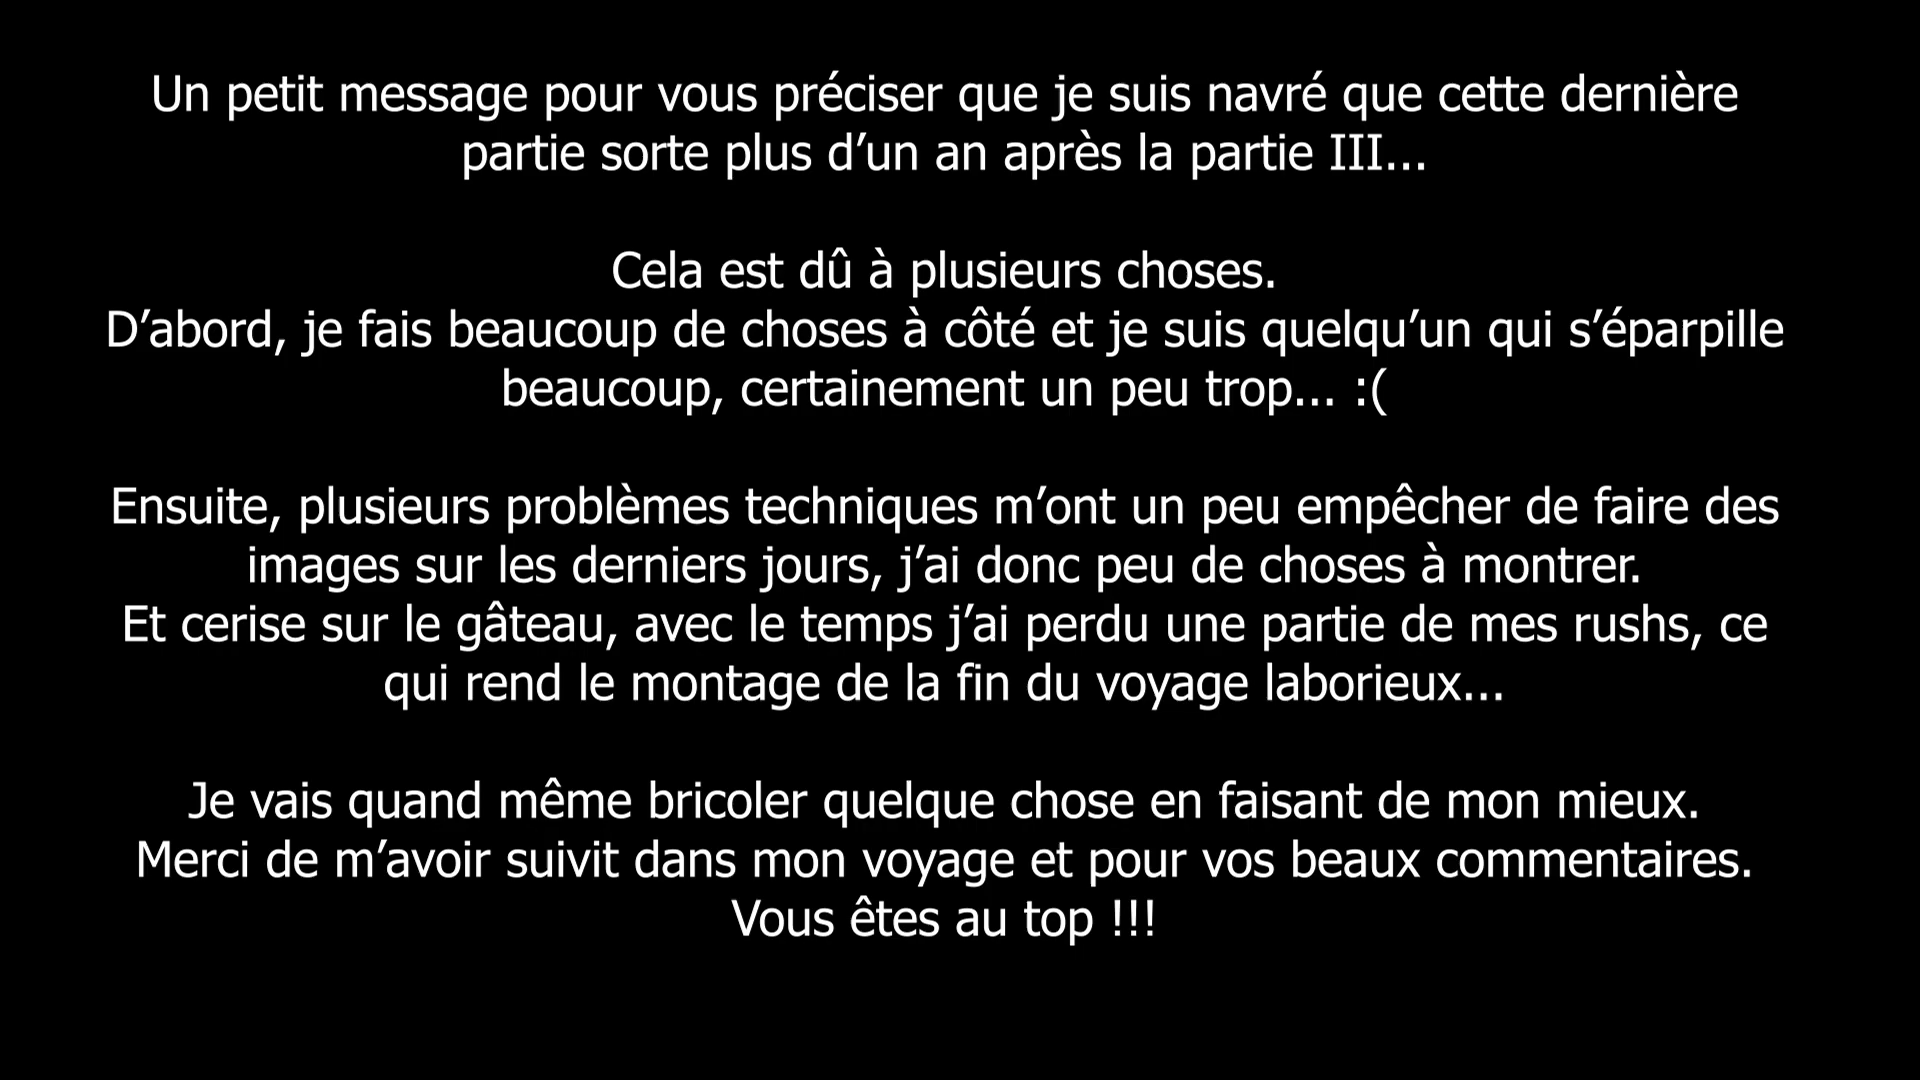 Un petit message pour vous préciser que je suis navré que cette dernière
partie sorte plus d’un an après la partie III...
Cela est dû à plusieurs choses.
D’abord, je fais beaucoup de choses à côté et je suis quelqu’un qui s’éparpille
beaucoup, certainement un peu trop... :(
Ensuite, plusieurs problèmes techniques m’ont un peu empêcher de faire des
images sur les derniers jours, j’ai donc peu de choses à montrer.
Et cerise sur le gâteau, avec le temps j’ai perdu une partie de mes rushs, ce
qui rend le montage de la fin du voyage laborieux...
Je vais quand même bricoler quelque chose en faisant de mon mieux.
Merci de m’avoir suivit dans mon voyage et pour vos beaux commentaires.
Vous êtes au top !!!